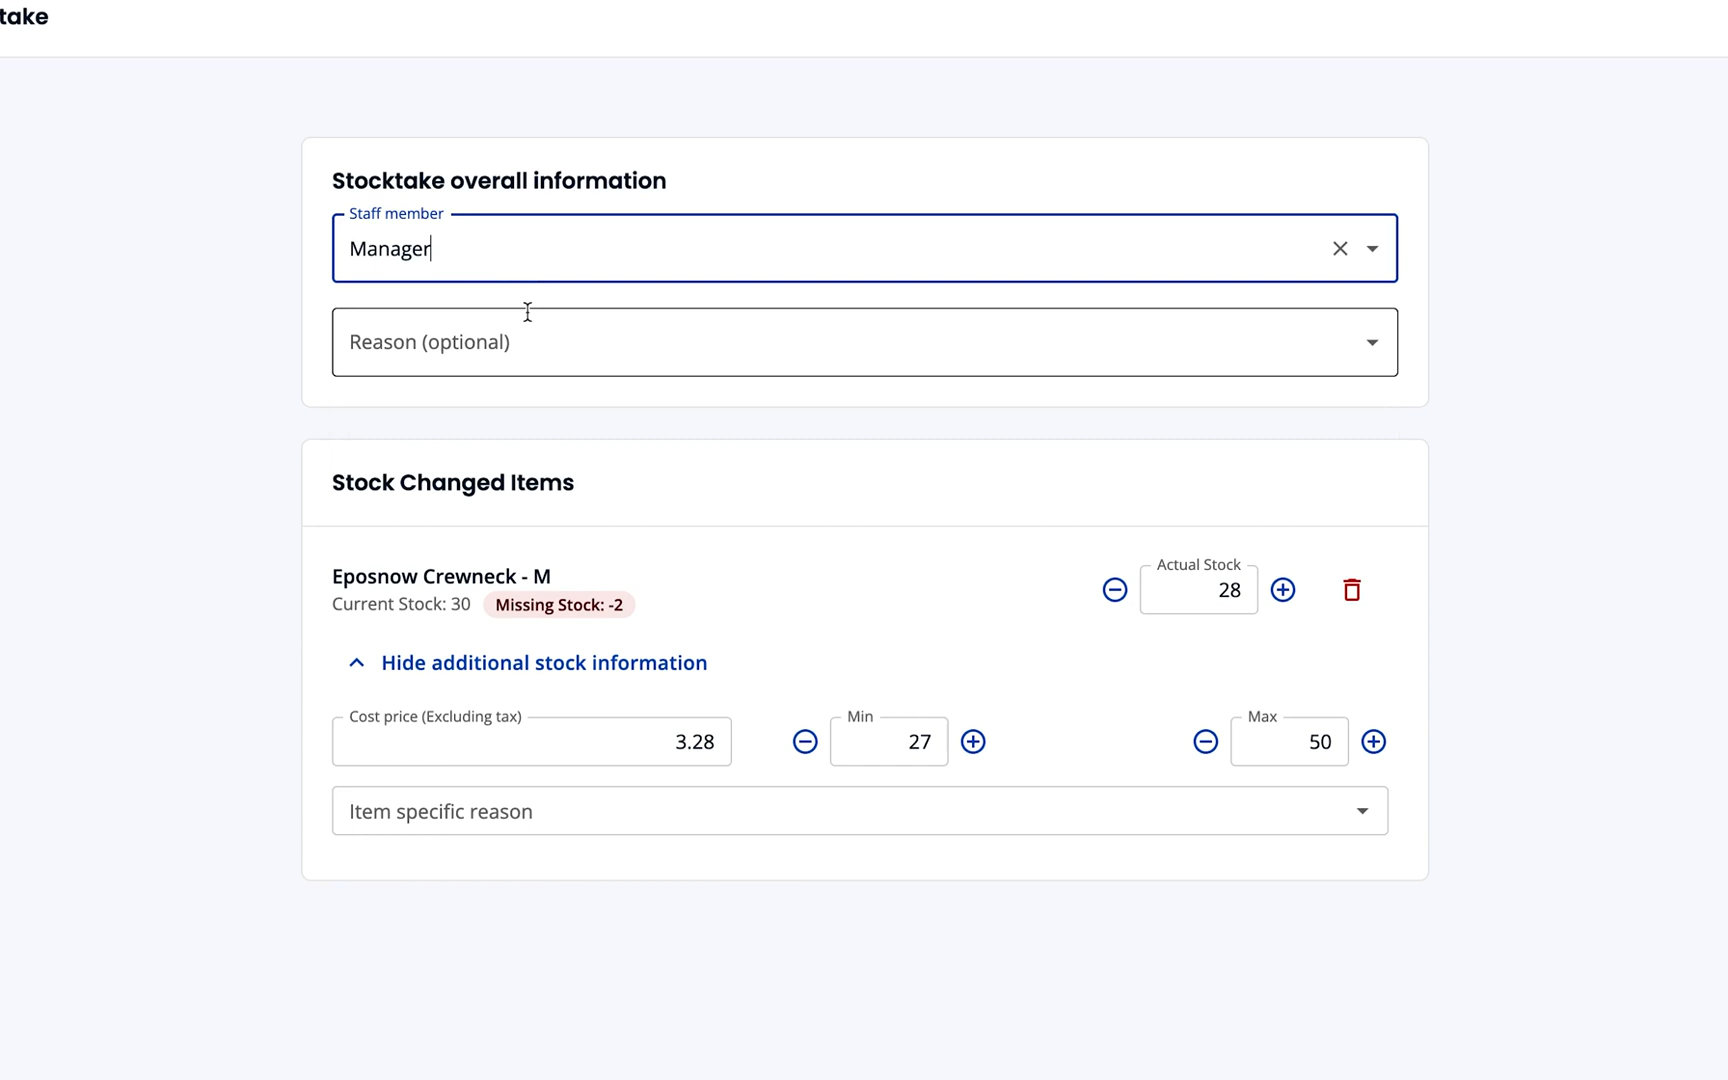 take
Stocktake overall information
Staff member
Manager
Reason (optional)
Stock Changed Items
Eposnow Crewneck - M
Current Stock: 30 Missing Stock: -2
Actual Stock
28
Hide additional stock information
Cost price (Excluding tax)
3.28
Min
27
Max
50
Item specific reason